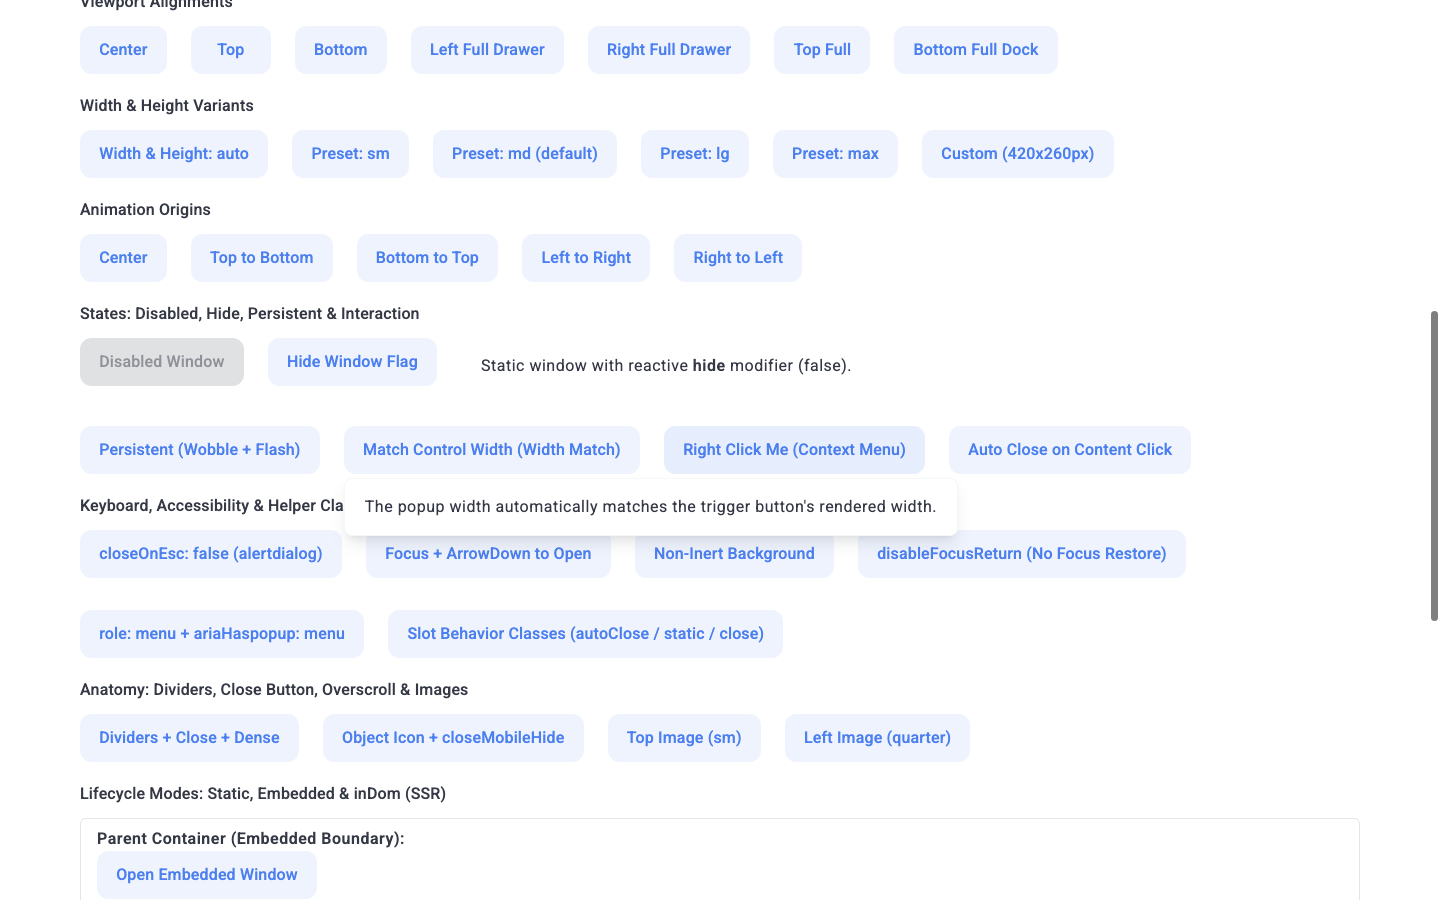 Viewport Alignments
Center Top Bottom Left Full Drawer Right Full Drawer Top Full Bottom Full Dock
Width & Height Variants
Width & Height: auto Preset: sm Preset: md (default) Preset: lg Preset: max Custom (420x260px)
Animation Origins
Center Top to Bottom Bottom to Top Left to Right Right to Left
States: Disabled, Hide, Persistent & Interaction
Disabled Window Hide Window Flag Static window with reactive hide modifier (false).
Persistent (Wobble + Flash) Match Control Width (Width Match) Right Click Me (Context Menu) Auto Close on Content Click
Keyboard, Accessibility & Helper Cla
The popup width automatically matches the trigger button's rendered width.
closeOnEsc: false (alertdialog) Focus + ArrowDown to Open Non-Inert Background disableFocusReturn (No Focus Restore)
role: menu + ariaHaspopup: menu Slot Behavior Classes (autoClose / static / close)
Anatomy: Dividers, Close Button, Overscroll & Images
Dividers + Close + Dense Object Icon + closeMobileHide Top Image (sm) Left Image (quarter)
Lifecycle Modes: Static, Embedded & inDom (SSR)
Parent Container (Embedded Boundary):
Open Embedded Window